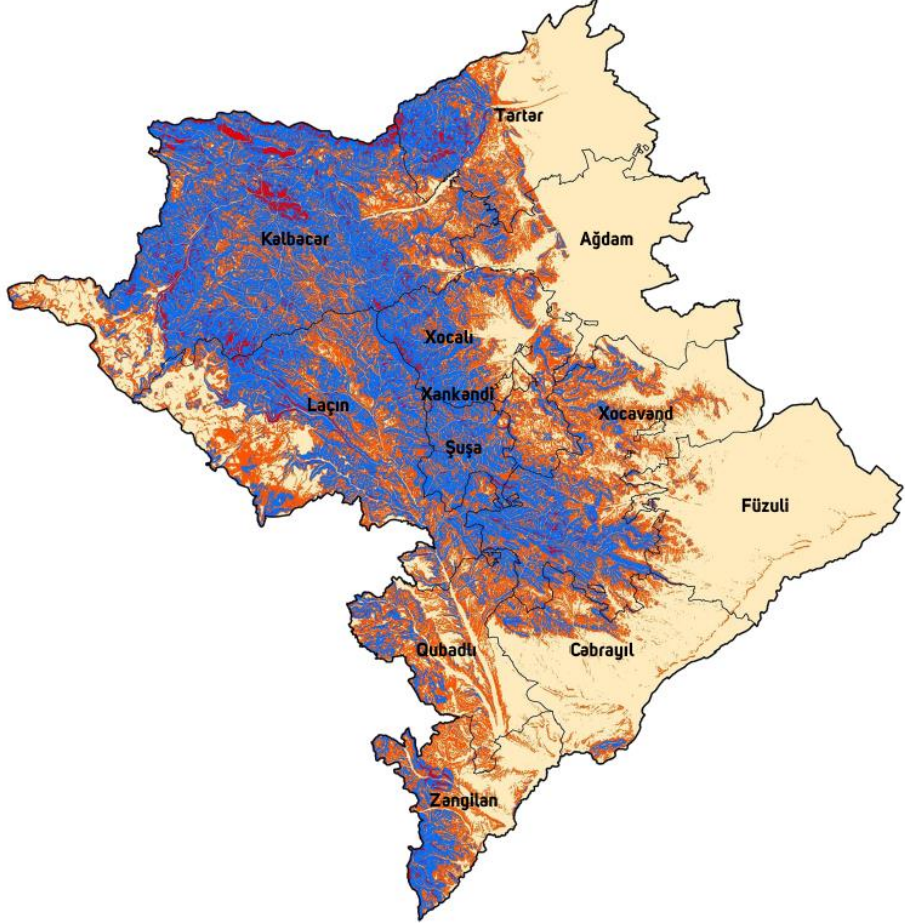 Tərtər
Ağdam
Kəlbəcər
Xocalı
Xankəndi
Laçın
Xocavənd
Şuşa
Füzuli
Qubadlı
Cəbrayıl
Zəngilan